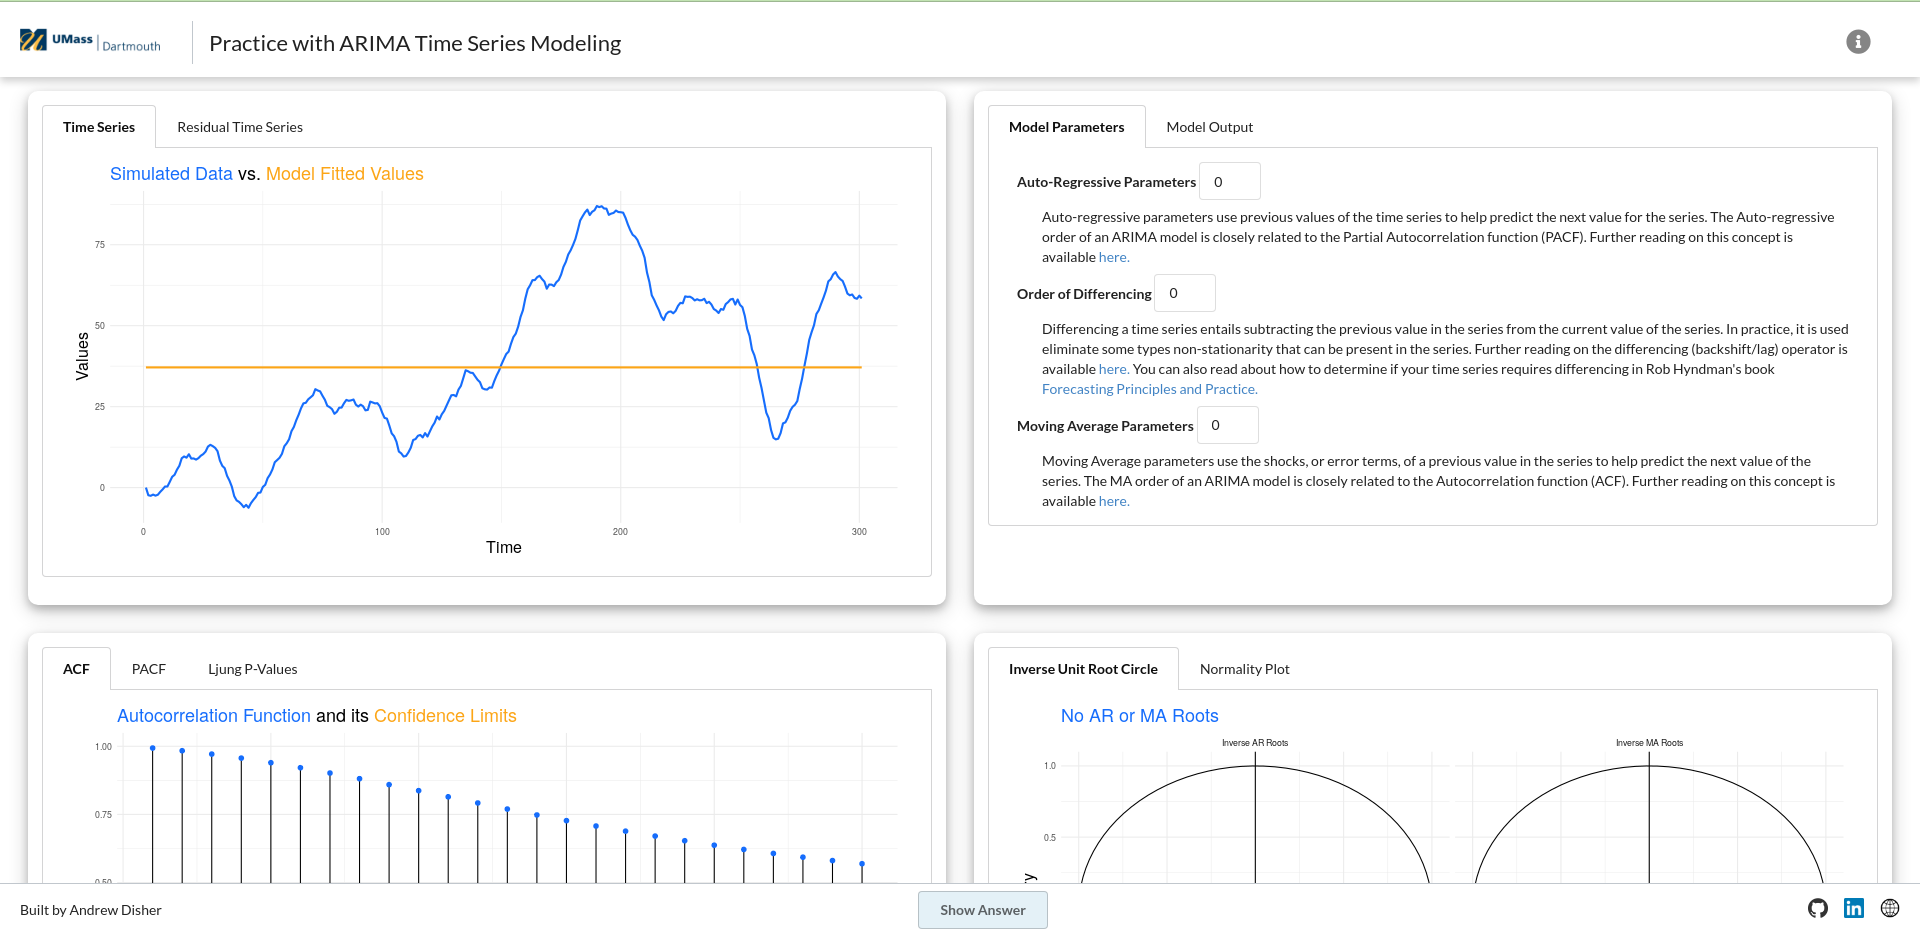 UMass | Dartmouth
Practice with ARIMA Time Series Modeling
Time Series
Residual Time Series
Simulated Data vs. Model Fitted Values
Values
75
50
25
0
0
100
200
300
Time
Model Parameters
Model Output
Auto-Regressive Parameters 0
Auto-regressive parameters use previous values of the time series to help predict the next value for the series. The Auto-regressive
order of an ARIMA model is closely related to the Partial Autocorrelation function (PACF). Further reading on this concept is
available here.
Order of Differencing 0
Differencing a time series entails subtracting the previous value in the series from the current value of the series. In practice, it is used
eliminate some types non-stationarity that can be present in the series. Further reading on the differencing (backshift/lag) operator is
available here. You can also read about how to determine if your time series requires differencing in Rob Hyndman's book
Forecasting Principles and Practice.
Moving Average Parameters 0
Moving Average parameters use the shocks, or error terms, of a previous value in the series to help predict the next value of the
series. The MA order of an ARIMA model is closely related to the Autocorrelation function (ACF). Further reading on this concept is
available here.
ACF
PACF
Ljung P-Values
Autocorrelation Function and its Confidence Limits
1.00
0.75
0.50
Inverse Unit Root Circle
Normality Plot
No AR or MA Roots
Inverse AR Roots
Inverse MA Roots
1.0
0.5
Built by Andrew Disher
Show Answer
in